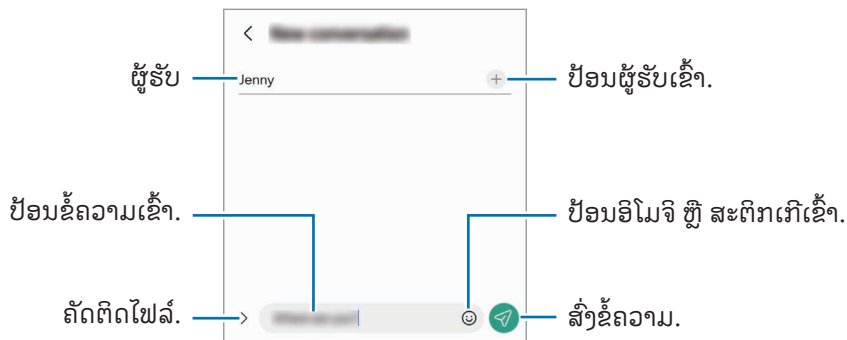 ຜູ້ຮັບ
Jenny
ປ້ອນຜູ້ຮັບເຂົ້າ.
ປ້ອນຂໍ້ຄວາມເຂົ້າ.
ປ້ອນອິໂມຈິ ຫຼື ສະຕິກເກີເຂົ້າ.
ຄັດຕິດໄຟລ໌.
ສົ່ງຂໍ້ຄວາມ.